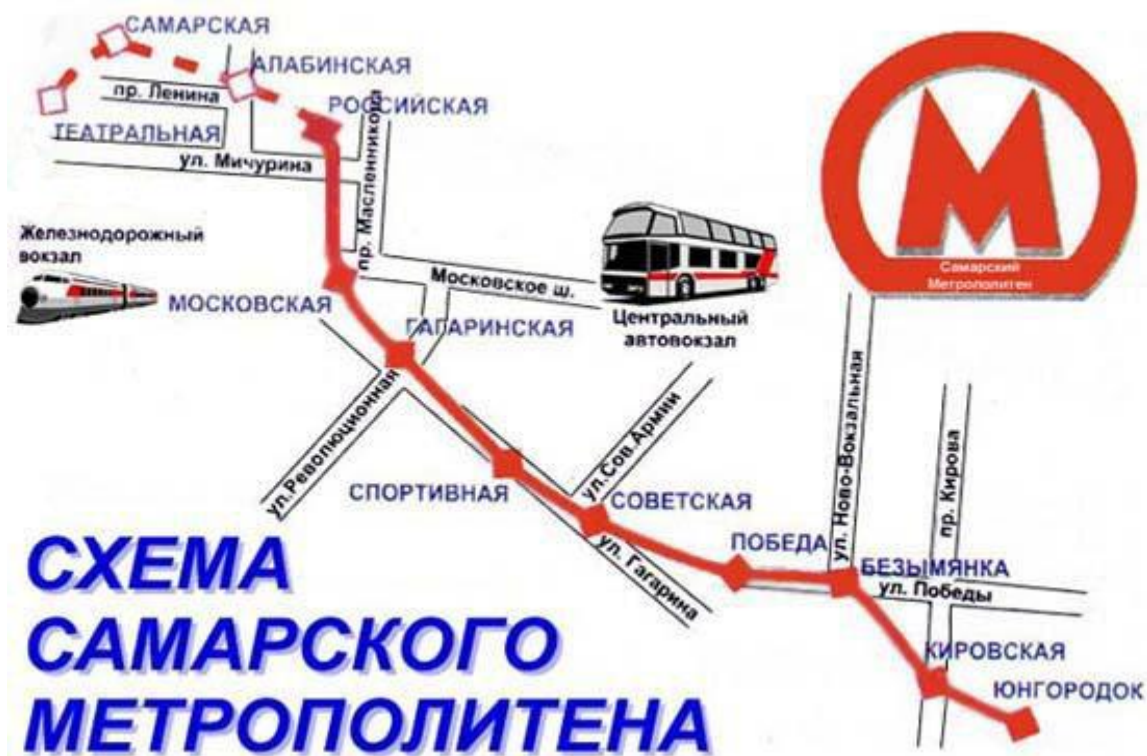 САМАРСКАЯ
АЛАБИНСКАЯ
пр. Ленина
РОССИЙСКАЯ
ТЕАТРАЛЬНАЯ
ул. Мичурина
пр. Масленникова
Железнодорожный
вокзал
МОСКОВСКАЯ
Московское ш.
ГАГАРИНСКАЯ
Центральный
автовокзал
Самарский
Метрополитен
ул.Революционная
СПОРТИВНАЯ
ул.Сов.Армии
СОВЕТСКАЯ
ул. Гагарина
ПОБЕДА
ул. Ново-Вокзальная
пр. Кирова
БЕЗЫМЯНКА
ул. Победы
КИРОВСКАЯ
ЮНГОРОДОК
СХЕМА
САМАРСКОГО
МЕТРОПОЛИТЕНА